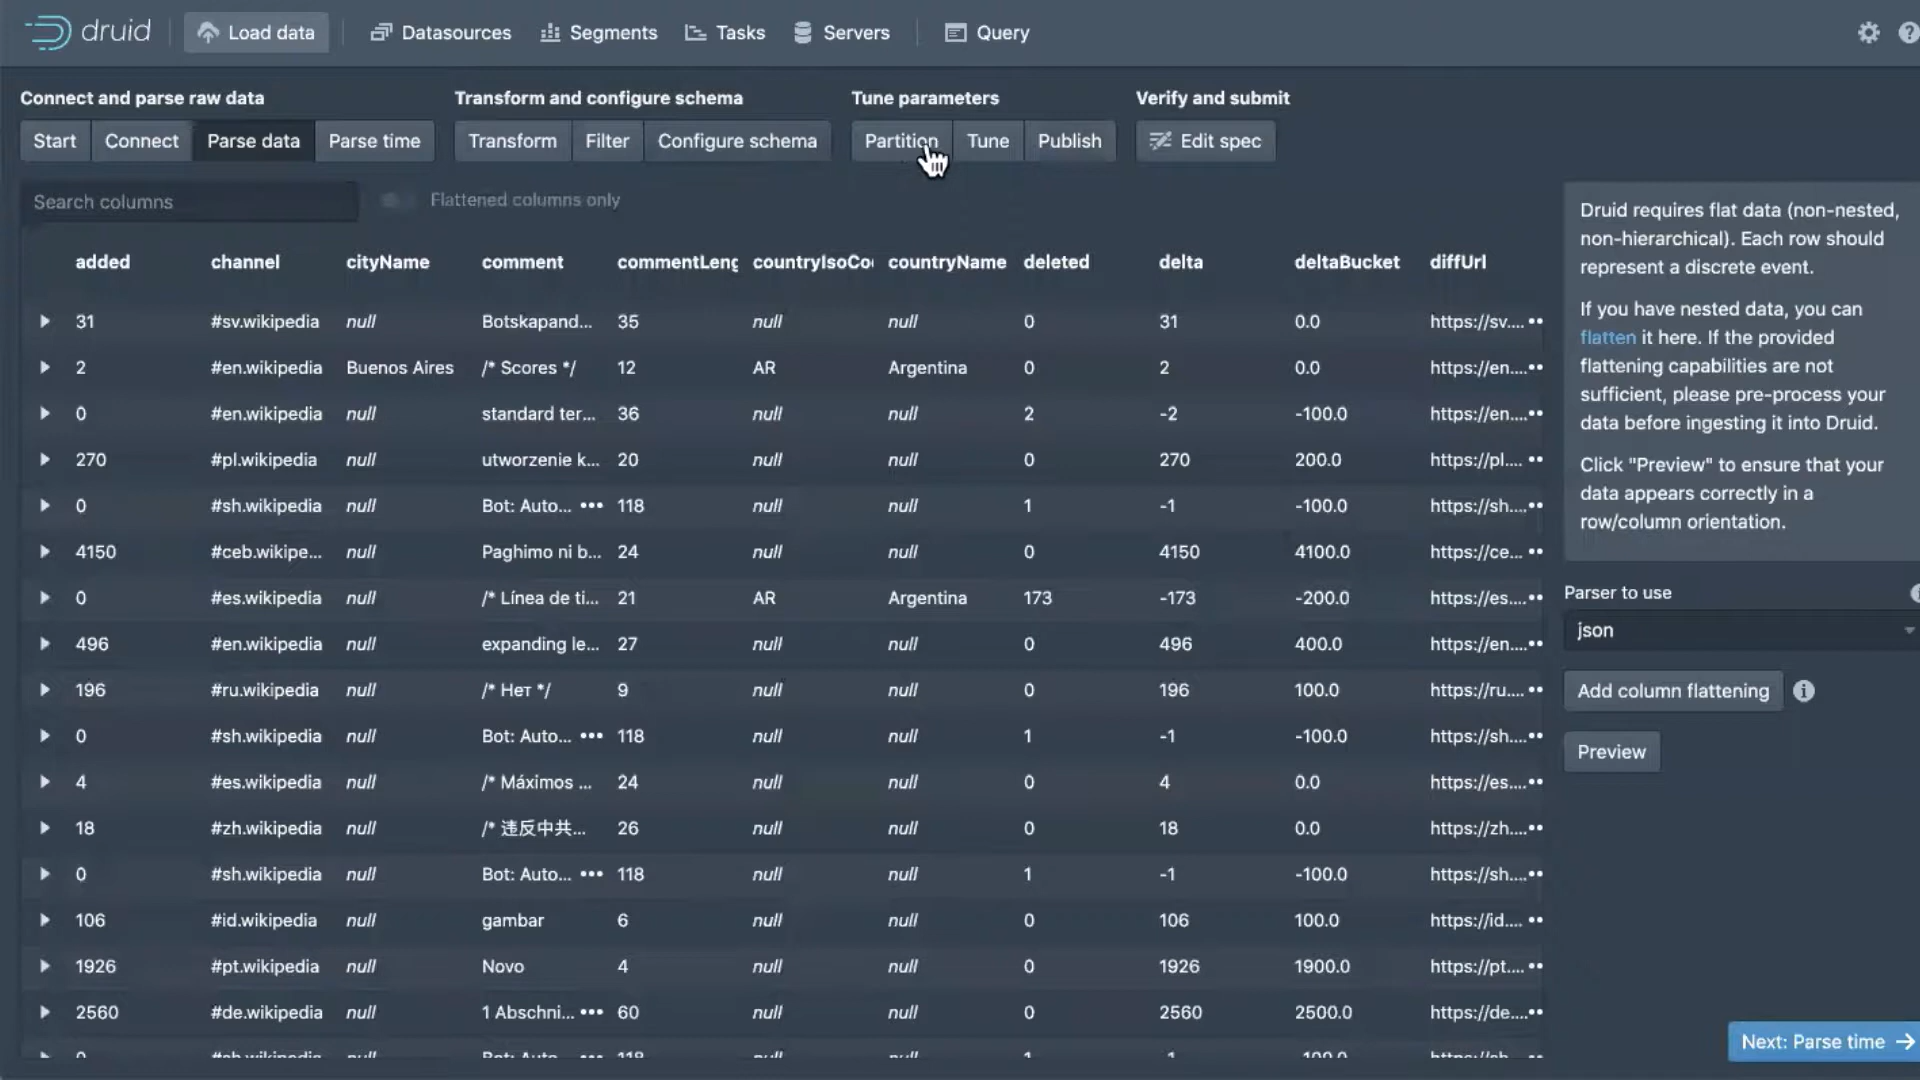 druid Load data Datasources Segments Tasks Servers Query
Connect and parse raw data Transform and configure schema Tune parameters Verify and submit
Start Connect Parse data Parse time Transform Filter Configure schema Partition Tune Publish Edit spec
Search columns Flattened columns only
added channel cityName comment commentLeng countryIsoCo countryName deleted delta deltaBucket diffUrl
31 #sv.wikipedia null Botskapand... 35 null null 0 31 0.0 https://sv....
2 #en.wikipedia Buenos Aires /* Scores */ 12 AR Argentina 0 2 0.0 https://en....
0 #en.wikipedia null standard ter... 36 null null 2 -2 -100.0 https://en....
270 #pl.wikipedia null utworzenie k... 20 null null 0 270 200.0 https://pl....
0 #sh.wikipedia null Bot: Auto... ••• 118 null null 1 -1 -100.0 https://sh....
4150 #ceb.wikipe... null Paghimo ni b... 24 null null 0 4150 4100.0 https://ce...
0 #es.wikipedia null /* Línea de ti... 21 AR Argentina 173 -173 -200.0 https://es....
496 #en.wikipedia null expanding le... 27 null null 0 496 400.0 https://en....
196 #ru.wikipedia null /* Нет */ 9 null null 0 196 100.0 https://ru....
0 #sh.wikipedia null Bot: Auto... ••• 118 null null 1 -1 -100.0 https://sh....
4 #es.wikipedia null /* Máximos ... 24 null null 0 4 0.0 https://es....
18 #zh.wikipedia null /* 违反中共... 26 null null 0 18 0.0 https://zh....
0 #sh.wikipedia null Bot: Auto... ••• 118 null null 1 -1 -100.0 https://sh....
106 #id.wikipedia null gambar 6 null null 0 106 100.0 https://id....
1926 #pt.wikipedia null Novo 4 null null 0 1926 1900.0 https://pt....
2560 #de.wikipedia null 1 Abschni... ••• 60 null null 0 2560 2500.0 https://de....
Druid requires flat data (non-nested,
non-hierarchical). Each row should
represent a discrete event.
If you have nested data, you can
flatten it here. If the provided
flattening capabilities are not
sufficient, please pre-process your
data before ingesting it into Druid.
Click "Preview" to ensure that your
data appears correctly in a
row/column orientation.
Parser to use
json
Add column flattening
Preview
Next: Parse time